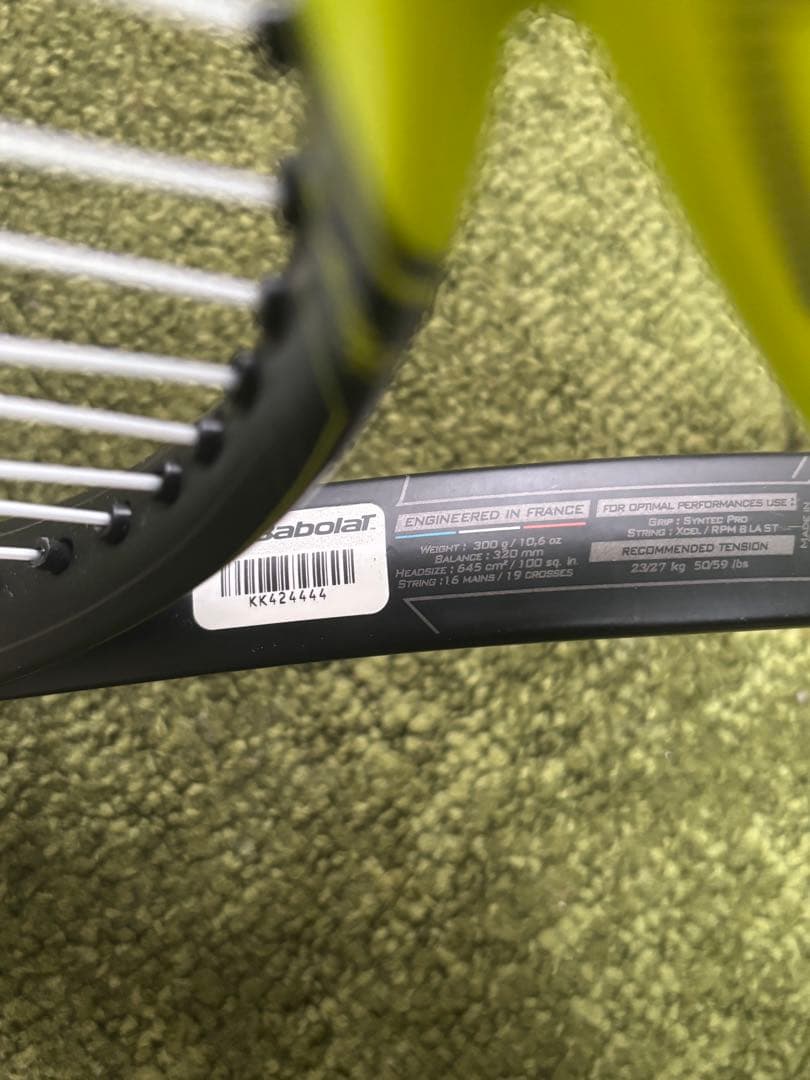 BabolaT
KK424444
ENGINEERED IN FRANCE
WEIGHT : 300 g / 10,6 oz
BALANCE : 320 mm
HEADSIZE : 645 cm² / 100 sq. in.
STRING : 16 MAINS / 19 CROSSES
FOR OPTIMAL PERFORMANCES USE :
GRIP : SYNTEC PRO
STRING : XCEL / RPM BLAST
RECOMMENDED TENSION
23/27 kg 50/59 lbs